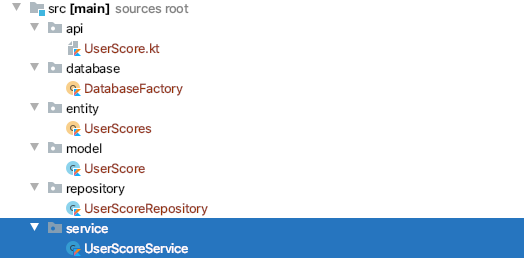 src [main] sources root
api
UserScore.kt
database
DatabaseFactory
entity
UserScores
model
UserScore
repository
UserScoreRepository
service
UserScoreService